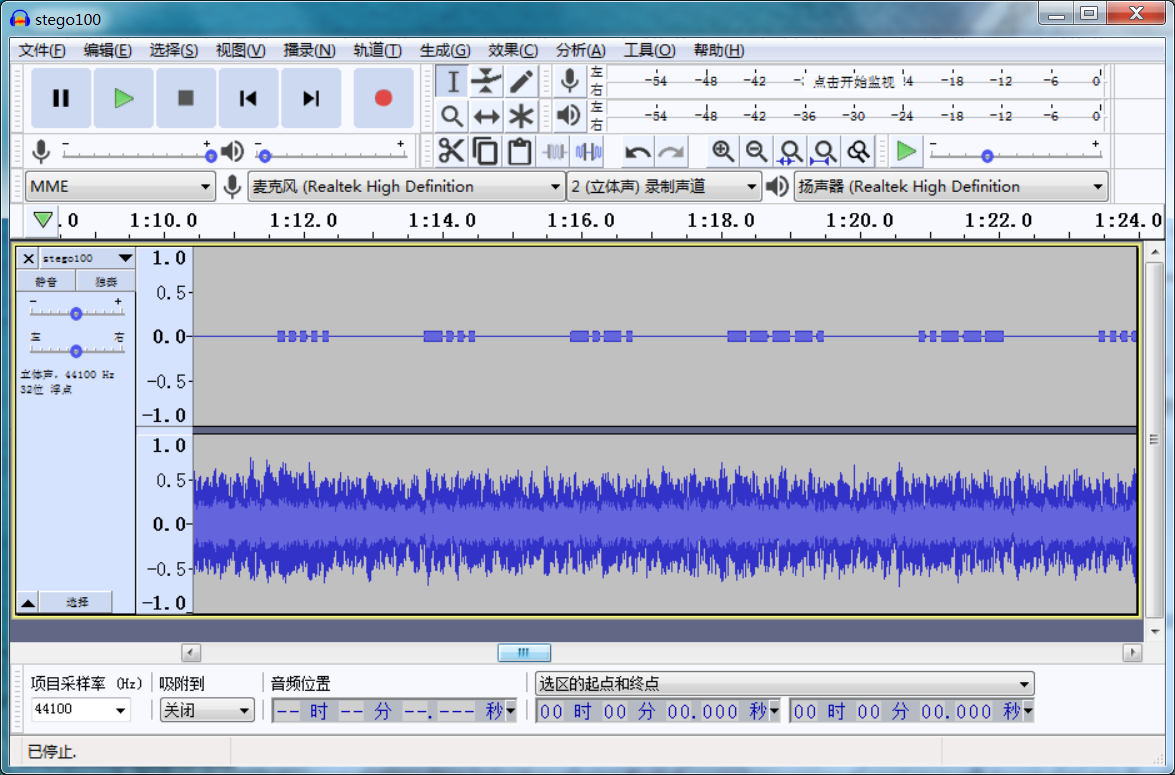 stego100
文件(F) 编辑(E) 选择(S) 视图(V) 播录(N) 轨道(T) 生成(G) 效果(C) 分析(A) 工具(O) 帮助(H)
左 -54 -48 -42 点击开始监视 -18 -12 -6 0
右
左 -54 -48 -42 -36 -30 -24 -18 -12 -6 0
右
- + - + - +
MME 麦克风 (Realtek High Definition 2 (立体声) 录制声道 扬声器 (Realtek High Definition
.0 1:10.0 1:12.0 1:14.0 1:16.0 1:18.0 1:20.0 1:22.0 1:24.0
stego100
静音 独奏
- +
左 右
立体声, 44100 Hz
32位 浮点
选择
1.0
0.5-
0.0-
-0.5-
-1.0
1.0
0.5-
0.0-
-0.5-
-1.0
项目采样率 (Hz) 吸附到 音频位置 选区的起点和终点
44100 关闭 -- 时 -- 分 --.--- 秒 00 时 00 分 00.000 秒 00 时 00 分 00.000 秒
已停止.